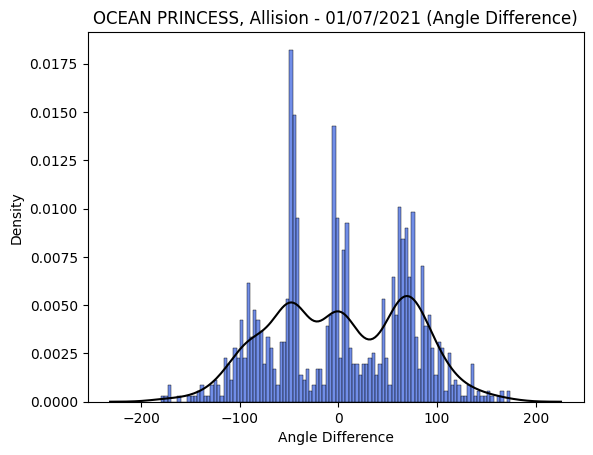 OCEAN PRINCESS, Allision - 01/07/2021 (Angle Difference)
0.0175
0.0150
0.0125
0.0100
0.0075
0.0050
0.0025
0.0000
Density
−200 −100 0 100 200
Angle Difference